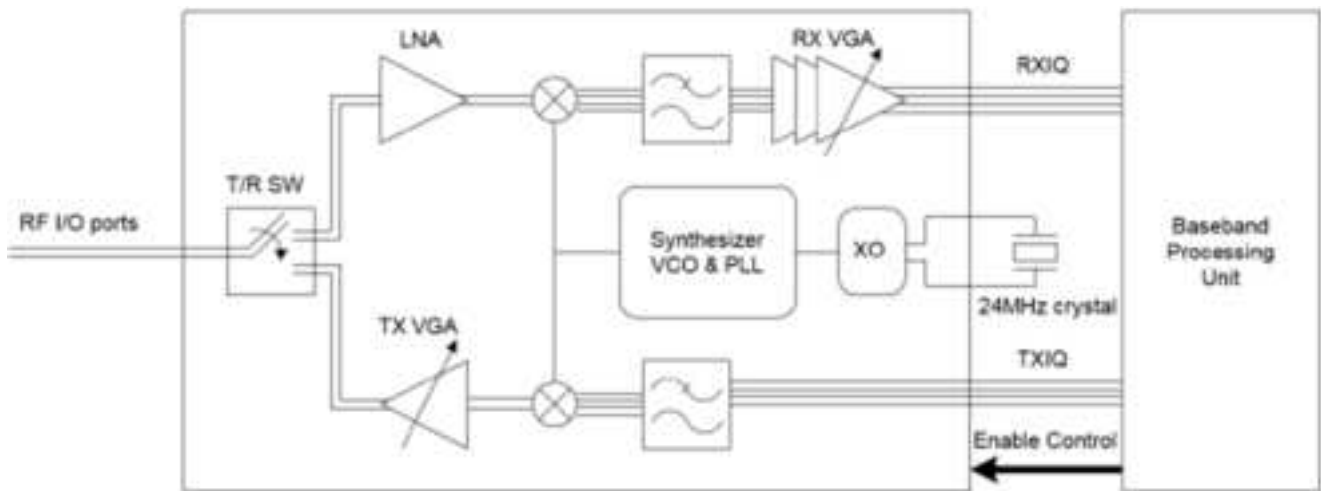 LNA
RX VGA
RXIQ
T/R SW
RF I/O ports
Synthesizer
VCO & PLL
XO
Baseband
Processing
Unit
24MHz crystal
TX VGA
TXIQ
Enable Control